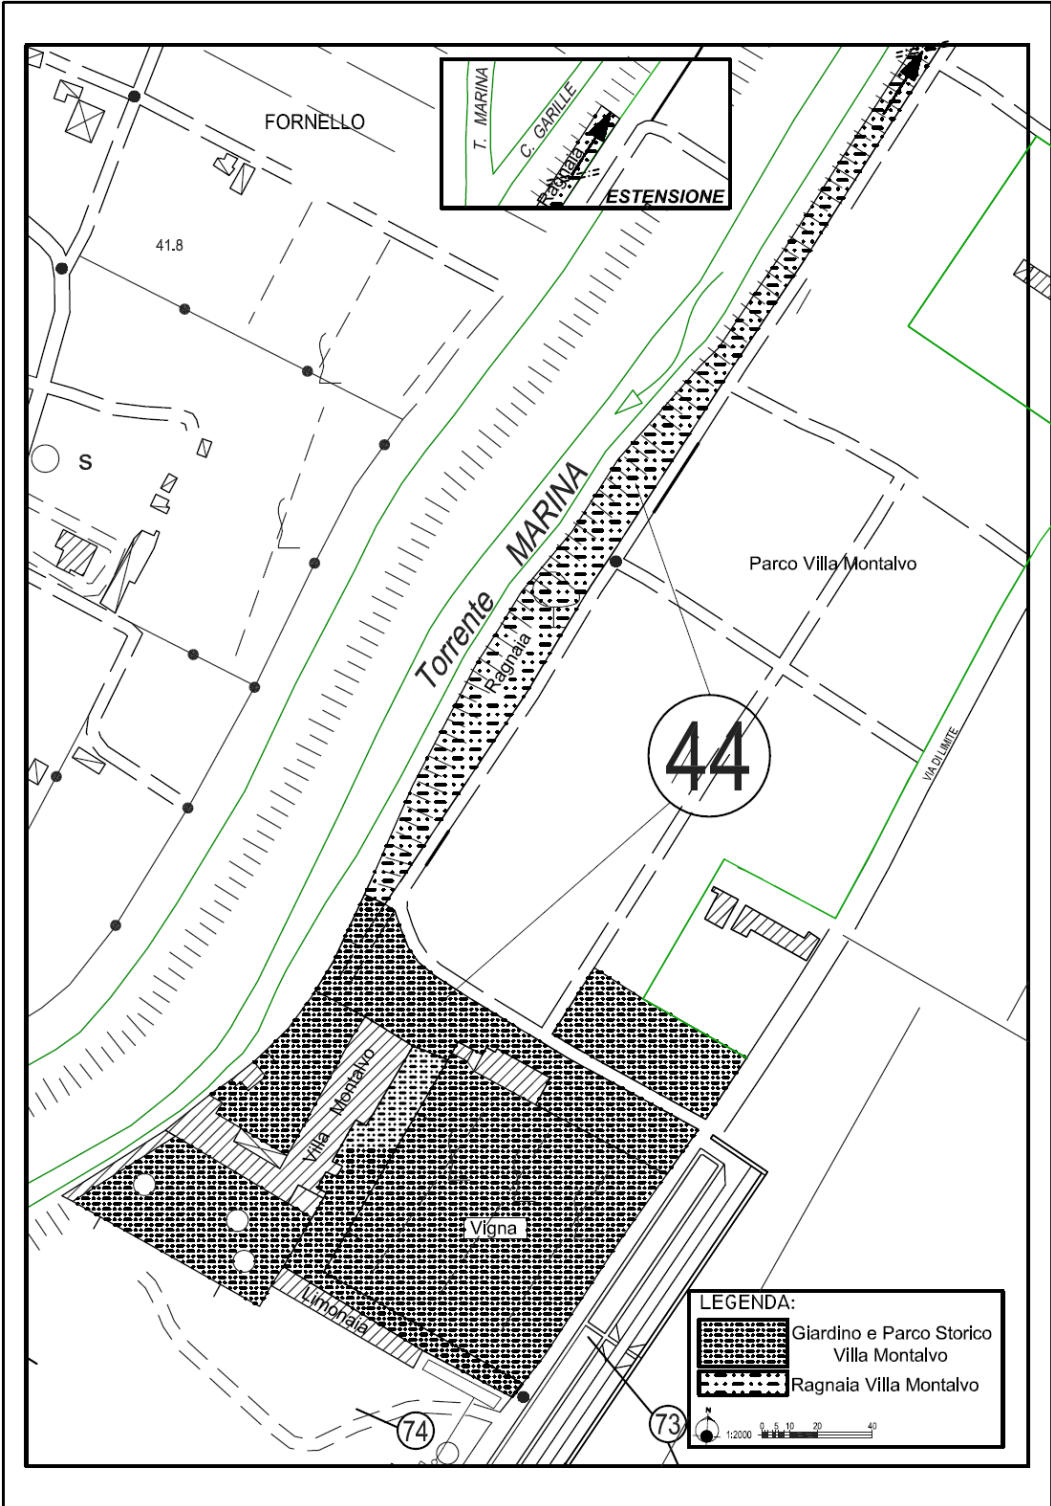 FORNELLO
T. MARINA
C. GARILLE
Ragnaia
ESTENSIONE
41.8
S
Torrente MARINA
Ragnaia
Parco Villa Montalvo
44
VIA DI LIMITE
Villa Montalvo
Vigna
Limonaia
74
73
LEGENDA:
Giardino e Parco Storico
Villa Montalvo
Ragnaia Villa Montalvo
N
1:2000
0 5 10 20 40